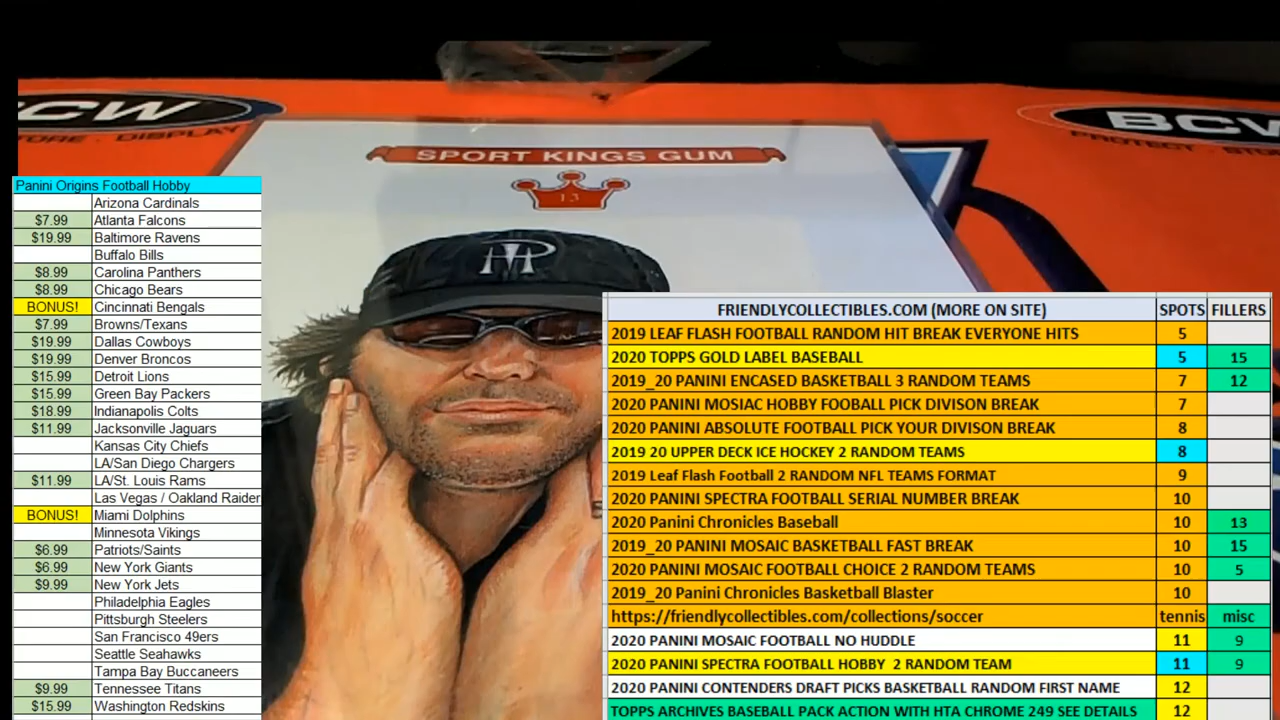 CW
TORE · DISPLAY
BCW
PROTECT · STO
SPORT KINGS GUM
13
Panini Origins Football Hobby
Arizona Cardinals
$7.99 Atlanta Falcons
$19.99 Baltimore Ravens
Buffalo Bills
$8.99 Carolina Panthers
$8.99 Chicago Bears
BONUS! Cincinnati Bengals
$7.99 Browns/Texans
$19.99 Dallas Cowboys
$19.99 Denver Broncos
$15.99 Detroit Lions
$15.99 Green Bay Packers
$18.99 Indianapolis Colts
$11.99 Jacksonville Jaguars
Kansas City Chiefs
LA/San Diego Chargers
$11.99 LA/St. Louis Rams
Las Vegas / Oakland Raider
BONUS! Miami Dolphins
Minnesota Vikings
$6.99 Patriots/Saints
$6.99 New York Giants
$9.99 New York Jets
Philadelphia Eagles
Pittsburgh Steelers
San Francisco 49ers
Seattle Seahawks
Tampa Bay Buccaneers
$9.99 Tennessee Titans
$15.99 Washington Redskins
FRIENDLYCOLLECTIBLES.COM (MORE ON SITE) SPOTS FILLERS
2019 LEAF FLASH FOOTBALL RANDOM HIT BREAK EVERYONE HITS 5
2020 TOPPS GOLD LABEL BASEBALL 5 15
2019_20 PANINI ENCASED BASKETBALL 3 RANDOM TEAMS 7 12
2020 PANINI MOSIAC HOBBY FOOBALL PICK DIVISON BREAK 7
2020 PANINI ABSOLUTE FOOTBALL PICK YOUR DIVISON BREAK 8
2019 20 UPPER DECK ICE HOCKEY 2 RANDOM TEAMS 8
2019 Leaf Flash Football 2 RANDOM NFL TEAMS FORMAT 9
2020 PANINI SPECTRA FOOTBALL SERIAL NUMBER BREAK 10
2020 Panini Chronicles Baseball 10 13
2019_20 PANINI MOSAIC BASKETBALL FAST BREAK 10 15
2020 PANINI MOSAIC FOOTBALL CHOICE 2 RANDOM TEAMS 10 5
2019_20 Panini Chronicles Basketball Blaster 10
https://friendlycollectibles.com/collections/soccer tennis misc
2020 PANINI MOSAIC FOOTBALL NO HUDDLE 11 9
2020 PANINI SPECTRA FOOTBALL HOBBY 2 RANDOM TEAM 11 9
2020 PANINI CONTENDERS DRAFT PICKS BASKETBALL RANDOM FIRST NAME 12
TOPPS ARCHIVES BASEBALL PACK ACTION WITH HTA CHROME 249 SEE DETAILS 12